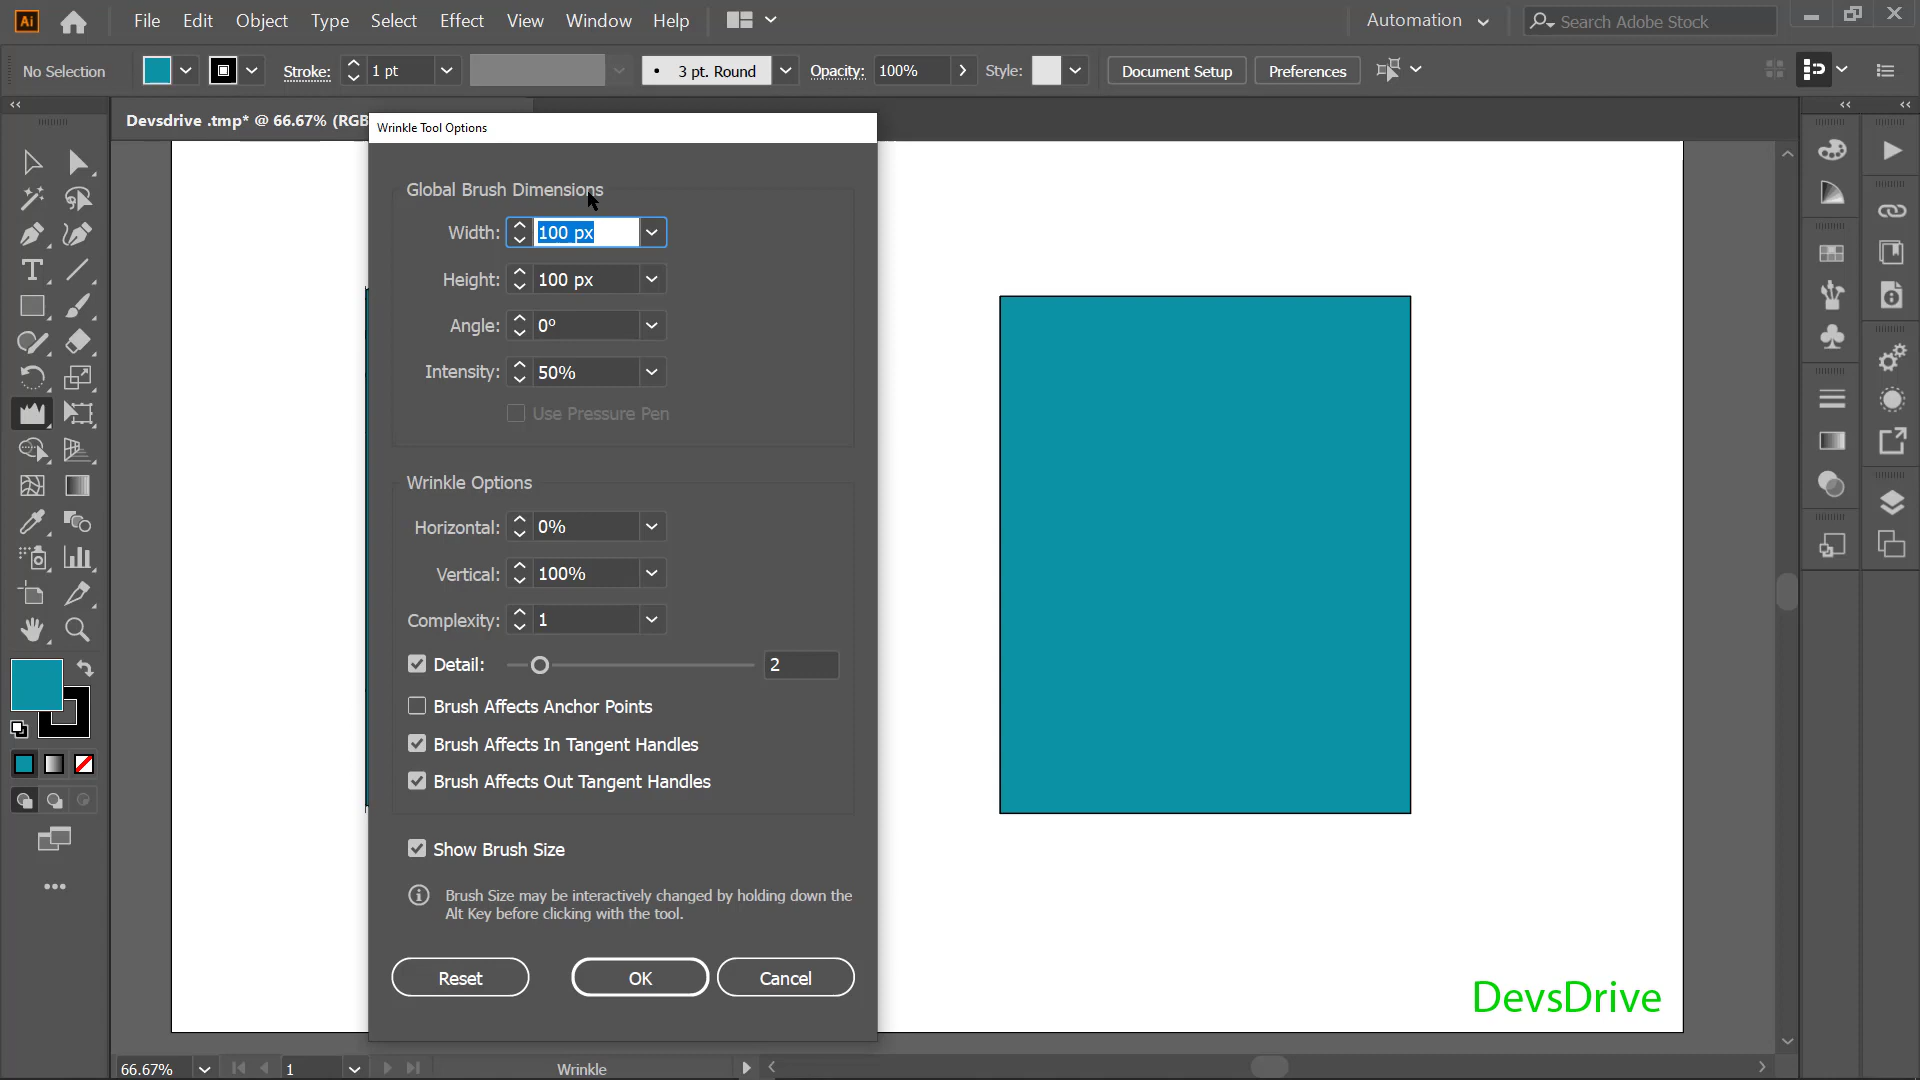 Ai File Edit Object Type Select Effect View Window Help Automation Search Adobe Stock
No Selection Stroke: 1 pt 3 pt. Round Opacity: 100% Style: Document Setup Preferences
Devsdrive .tmp* @ 66.67% (RGB
Wrinkle Tool Options
Global Brush Dimensions
Width: 100 px
Height: 100 px
Angle: 0°
Intensity: 50%
Use Pressure Pen
Wrinkle Options
Horizontal: 0%
Vertical: 100%
Complexity: 1
Detail: 2
Brush Affects Anchor Points
Brush Affects In Tangent Handles
Brush Affects Out Tangent Handles
Show Brush Size
Brush Size may be interactively changed by holding down the
Alt Key before clicking with the tool.
Reset OK Cancel
DevsDrive
66.67% 1 Wrinkle